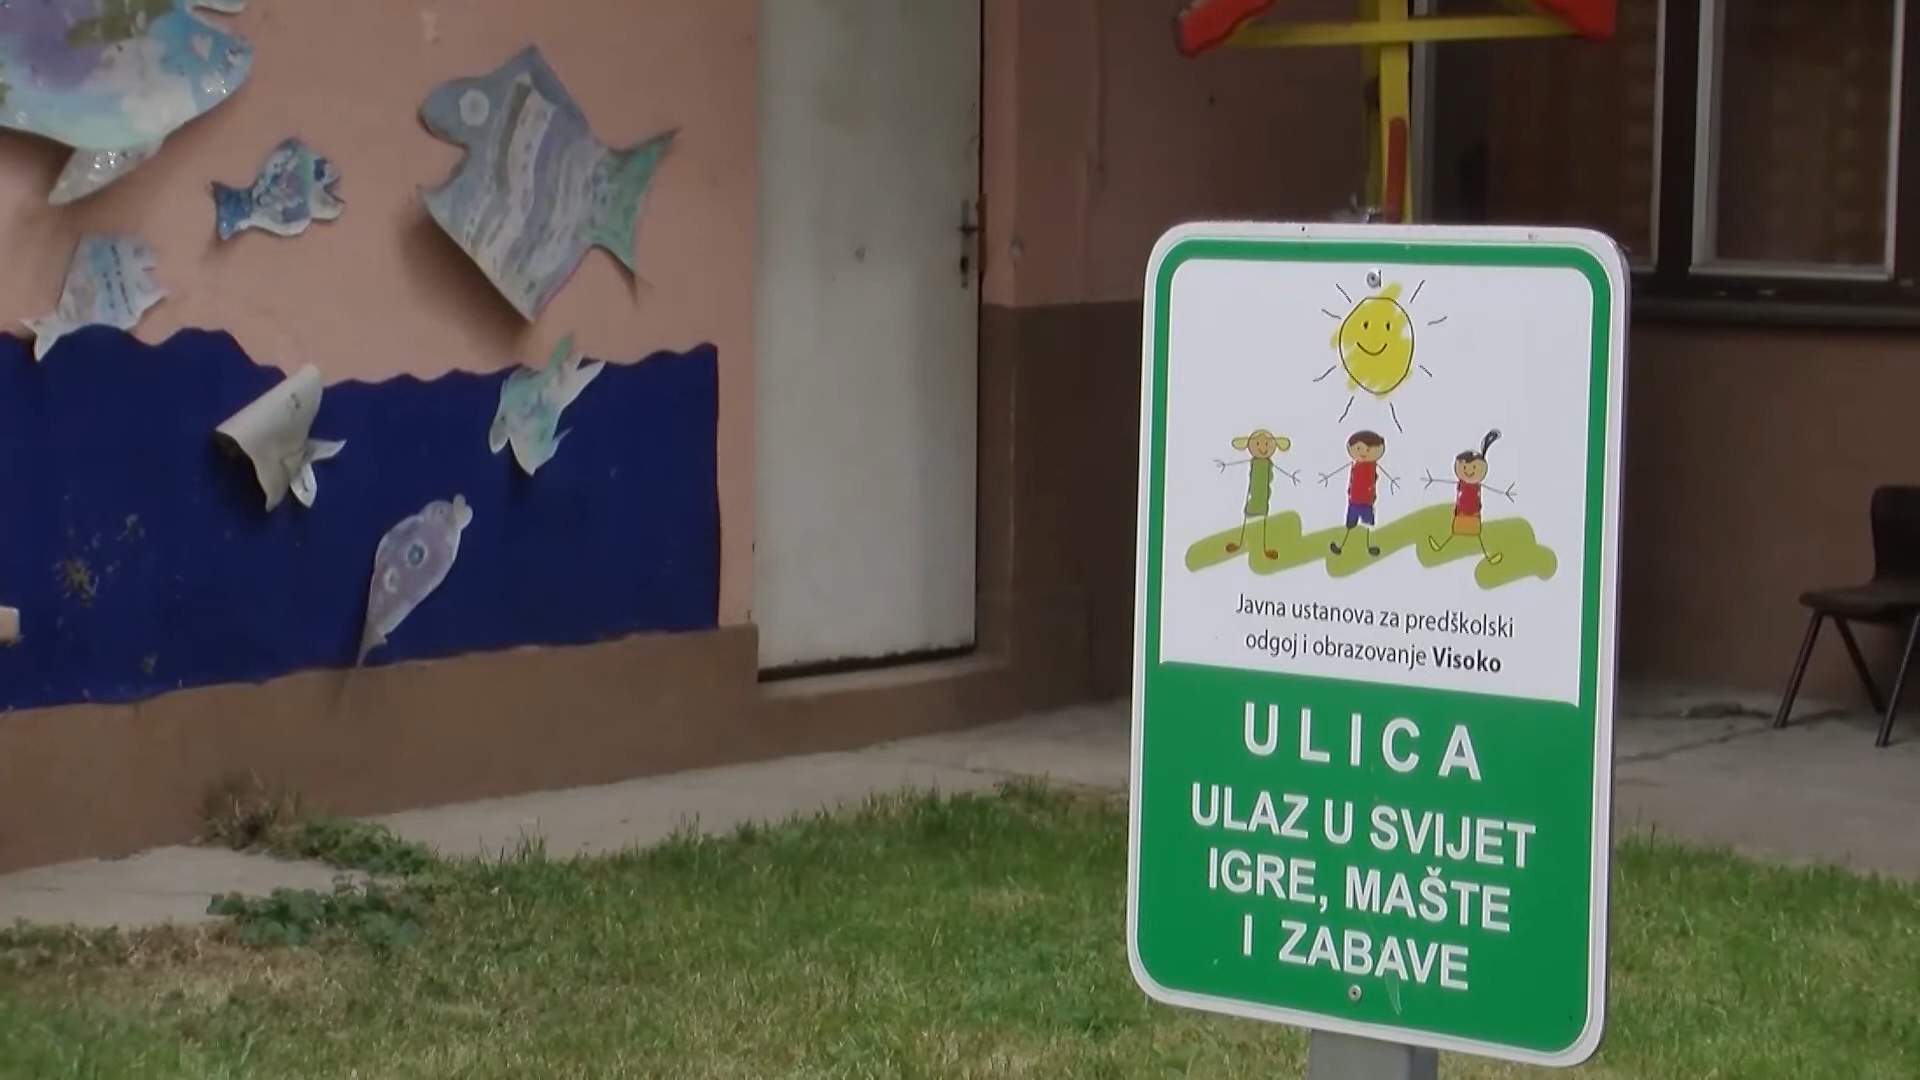 Javna ustanova za predškolski
odgoj i obrazovanje Visoko
ULICA
ULAZ U SVIJET
IGRE, MAŠTE
I ZABAVE